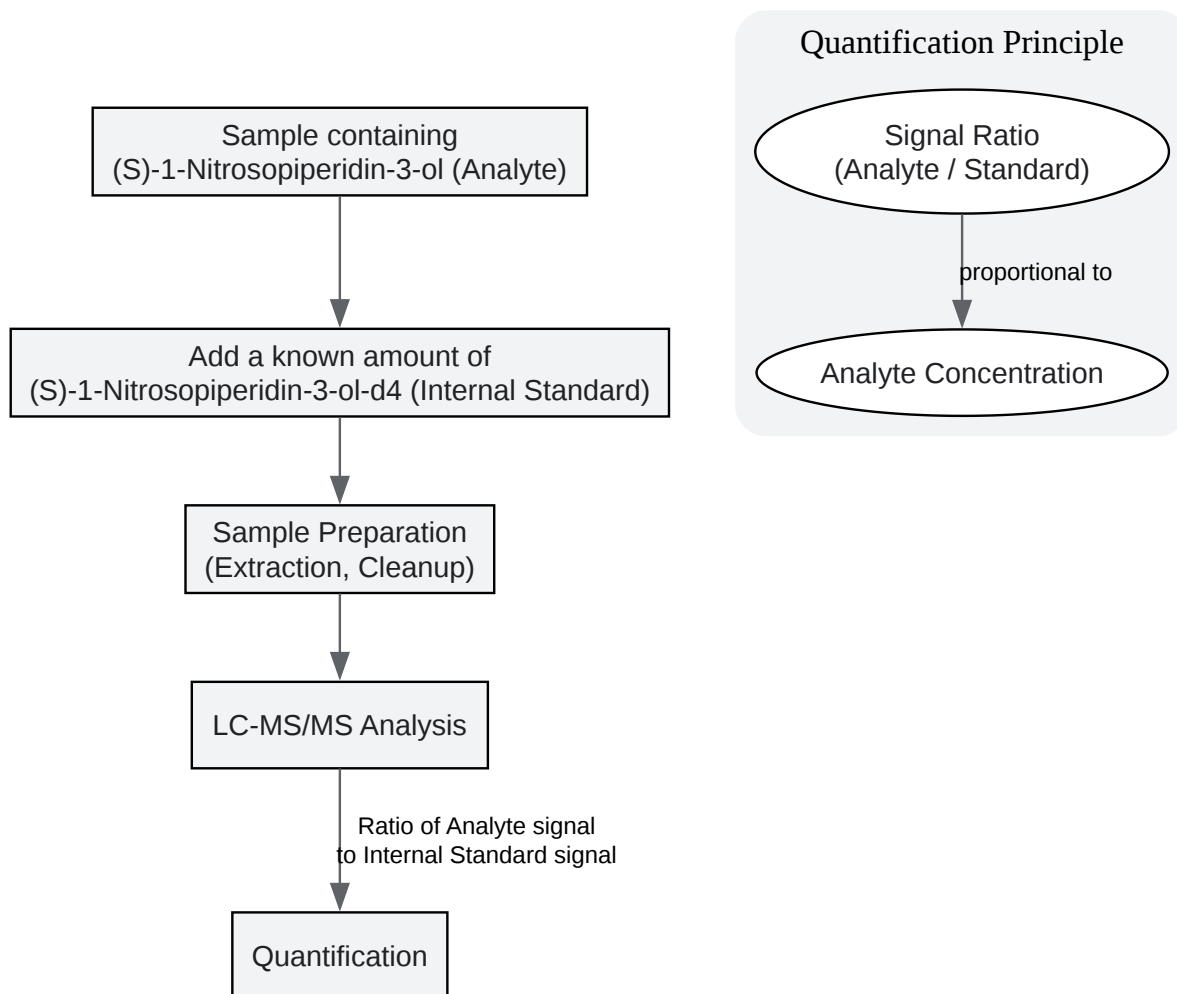 Sample containing
(S)-1-Nitrosopiperidin-3-ol (Analyte)
Add a known amount of
(S)-1-Nitrosopiperidin-3-ol-d4 (Internal Standard)
Sample Preparation
(Extraction, Cleanup)
LC-MS/MS Analysis
Ratio of Analyte signal
to Internal Standard signal
Quantification
Quantification Principle
Signal Ratio
(Analyte / Standard)
proportional to
Analyte Concentration